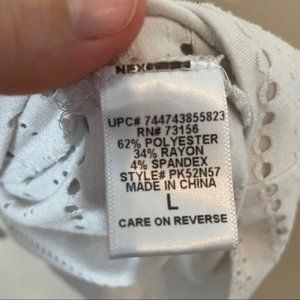 UPC# 744743855823
RN# 73156
62% POLYESTER
34% RAYON
4% SPANDEX
STYLE# PK52N57
MADE IN CHINA
L
CARE ON REVERSE